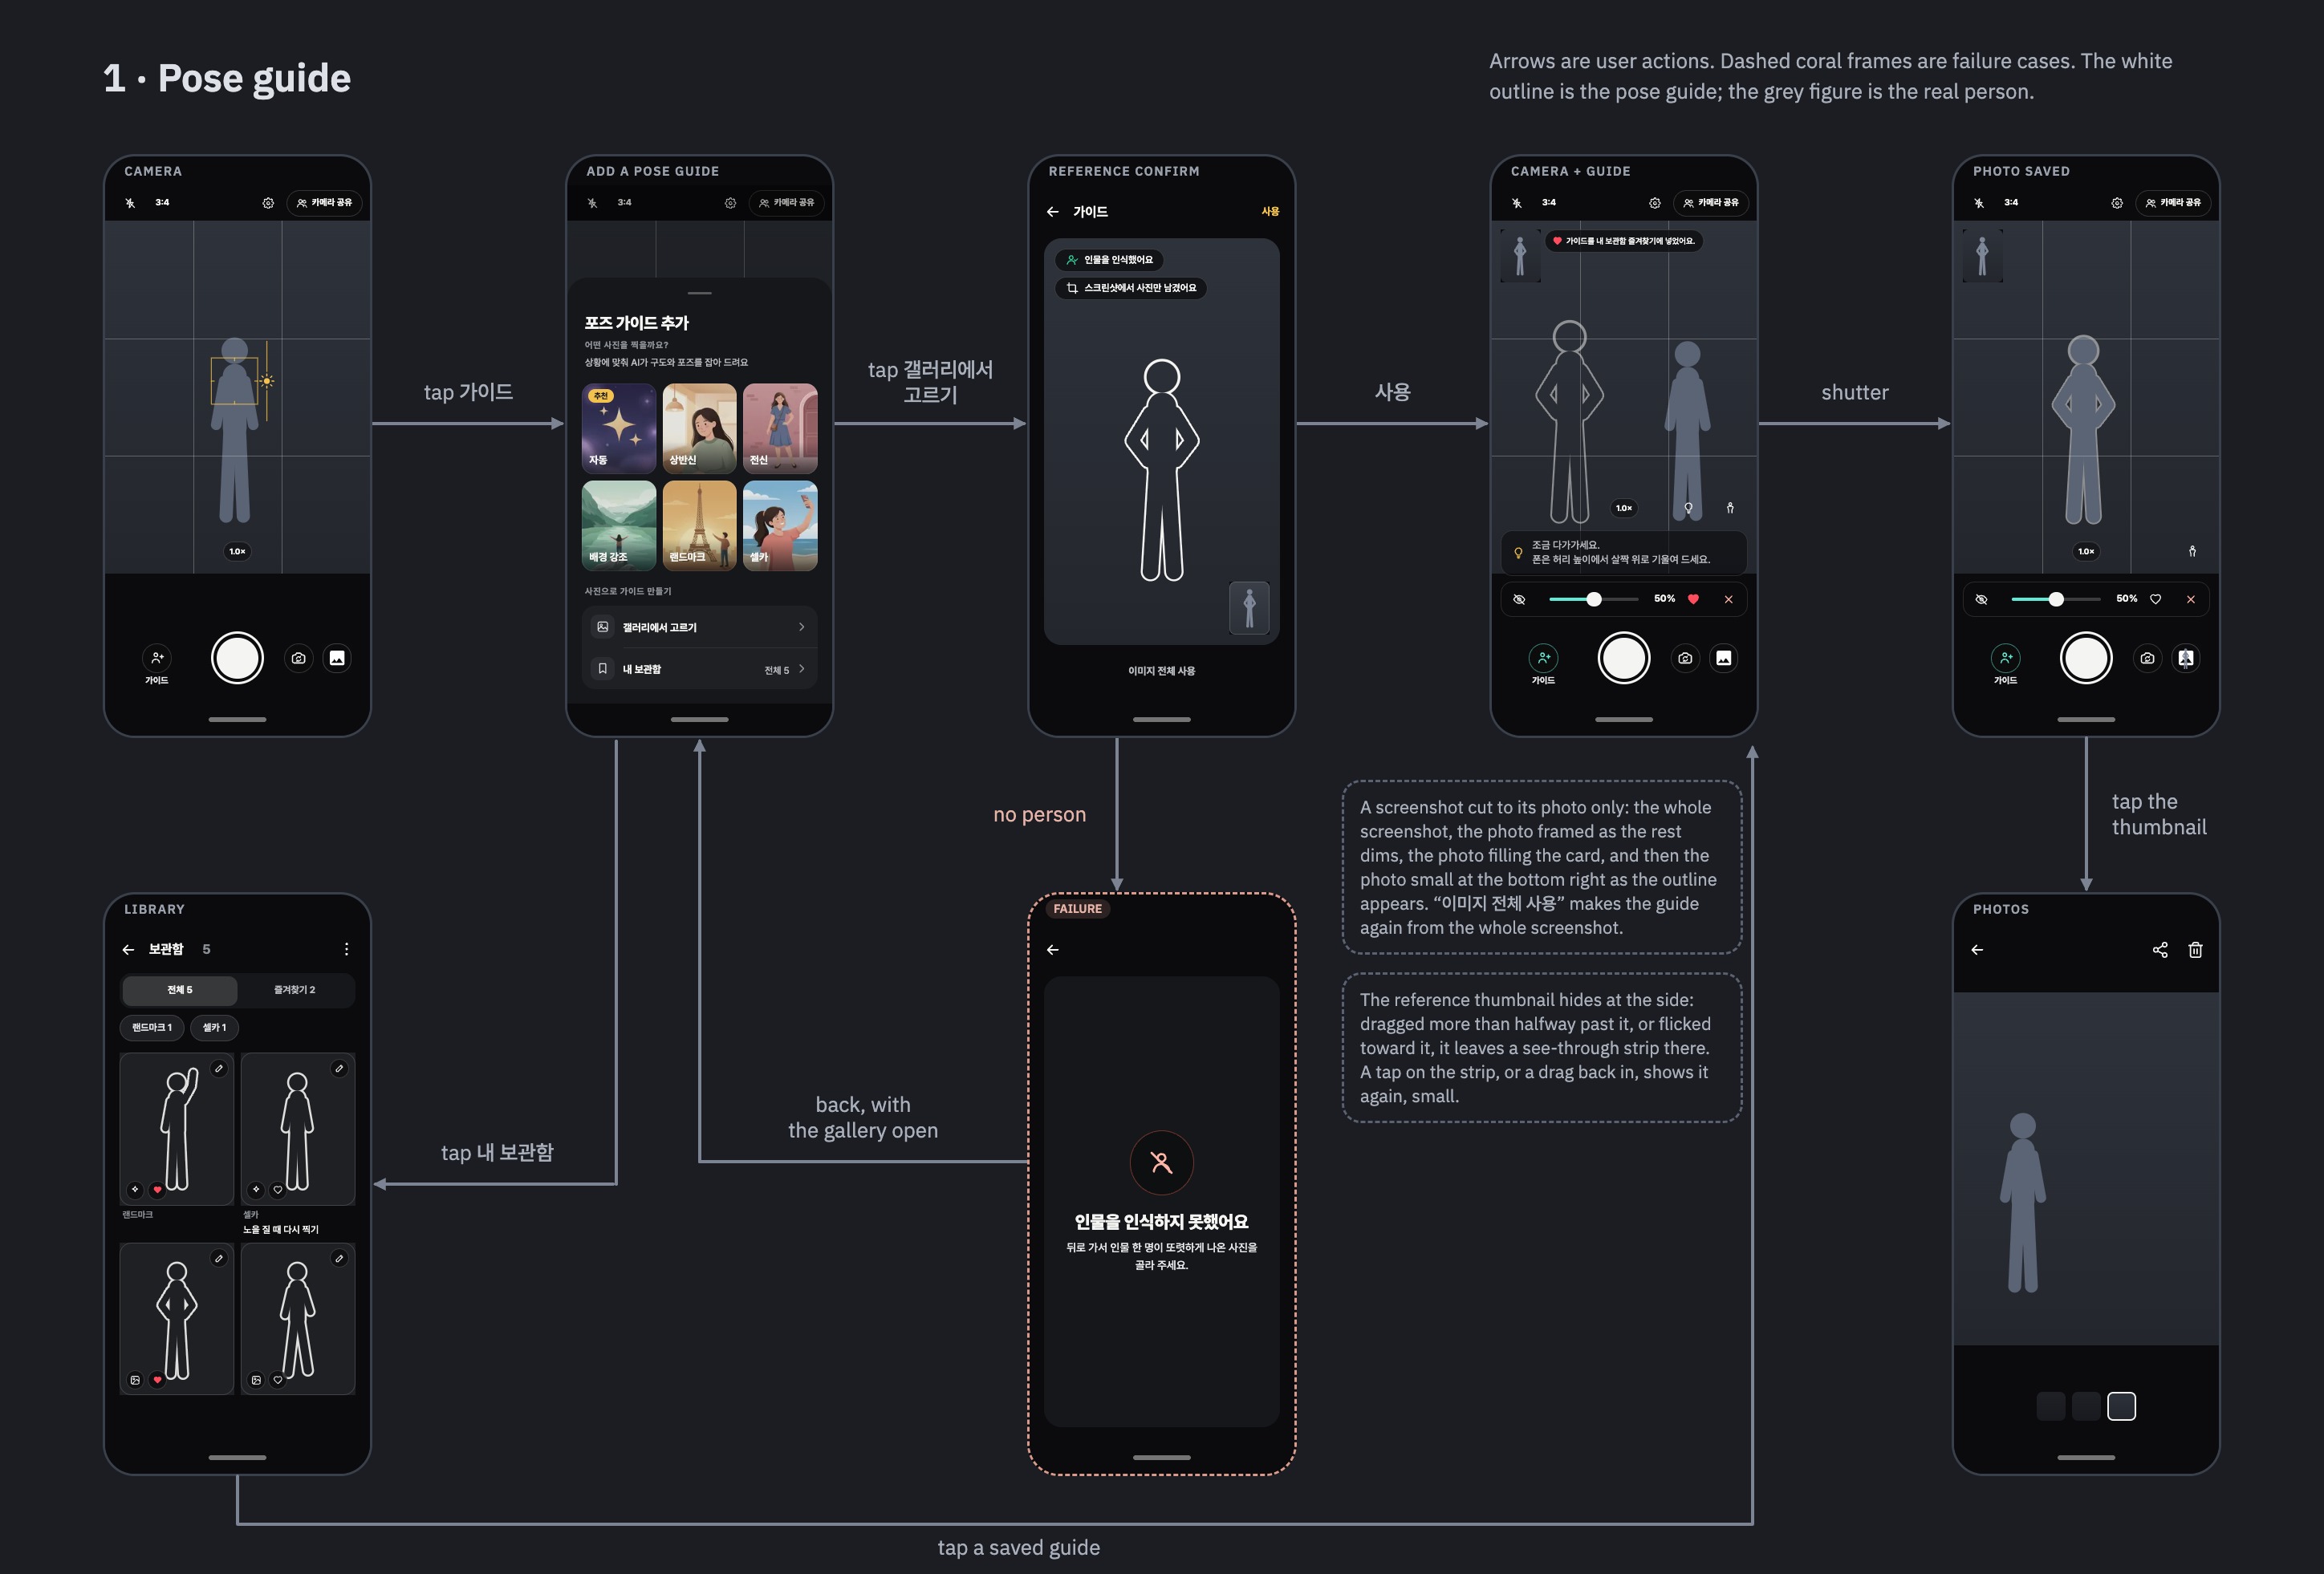 1 · Pose guide
Arrows are user actions. Dashed coral frames are failure cases. The white
outline is the pose guide; the grey figure is the real person.
CAMERA
3:4
카메라 공유
1.0×
가이드
tap 가이드
ADD A POSE GUIDE
3:4
카메라 공유
포즈 가이드 추가
어떤 사진을 찍을까요?
상황에 맞춰 AI가 구도와 포즈를 잡아 드려요
추천
자동
상반신
전신
배경 강조
랜드마크
셀카
사진으로 가이드 만들기
갤러리에서 고르기
내 보관함
전체 5
tap 갤러리에서
고르기
REFERENCE CONFIRM
가이드
사용
인물을 인식했어요
스크린샷에서 사진만 남겼어요
이미지 전체 사용
사용
CAMERA + GUIDE
3:4
카메라 공유
가이드를 내 보관함 즐겨찾기에 넣었어요.
1.0×
조금 다가가세요.
폰은 허리 높이에서 살짝 위로 기울여 드세요.
50%
가이드
shutter
PHOTO SAVED
3:4
카메라 공유
1.0×
50%
가이드
no person
A screenshot cut to its photo only: the whole
screenshot, the photo framed as the rest
dims, the photo filling the card, and then the
photo small at the bottom right as the outline
appears. “이미지 전체 사용” makes the guide
again from the whole screenshot.
The reference thumbnail hides at the side:
dragged more than halfway past it, or flicked
toward it, it leaves a see-through strip there.
A tap on the strip, or a drag back in, shows it
again, small.
tap the
thumbnail
LIBRARY
보관함 5
전체 5
즐겨찾기 2
랜드마크 1
셀카 1
랜드마크
셀카
노을 질 때 다시 찍기
tap 내 보관함
back, with
the gallery open
FAILURE
인물을 인식하지 못했어요
뒤로 가서 인물 한 명이 또렷하게 나온 사진을
골라 주세요.
PHOTOS
tap a saved guide